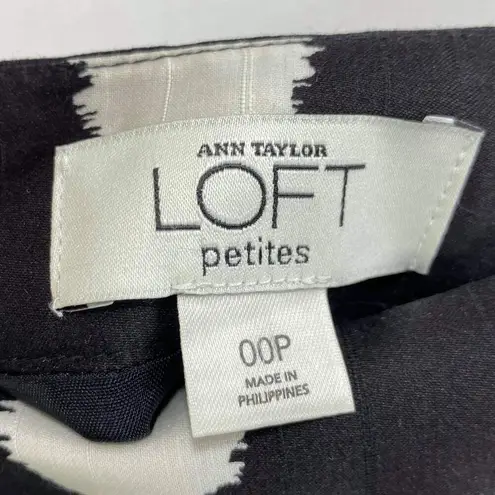 ANN TAYLOR
LOFT
petites
00P
MADE IN
PHILIPPINES